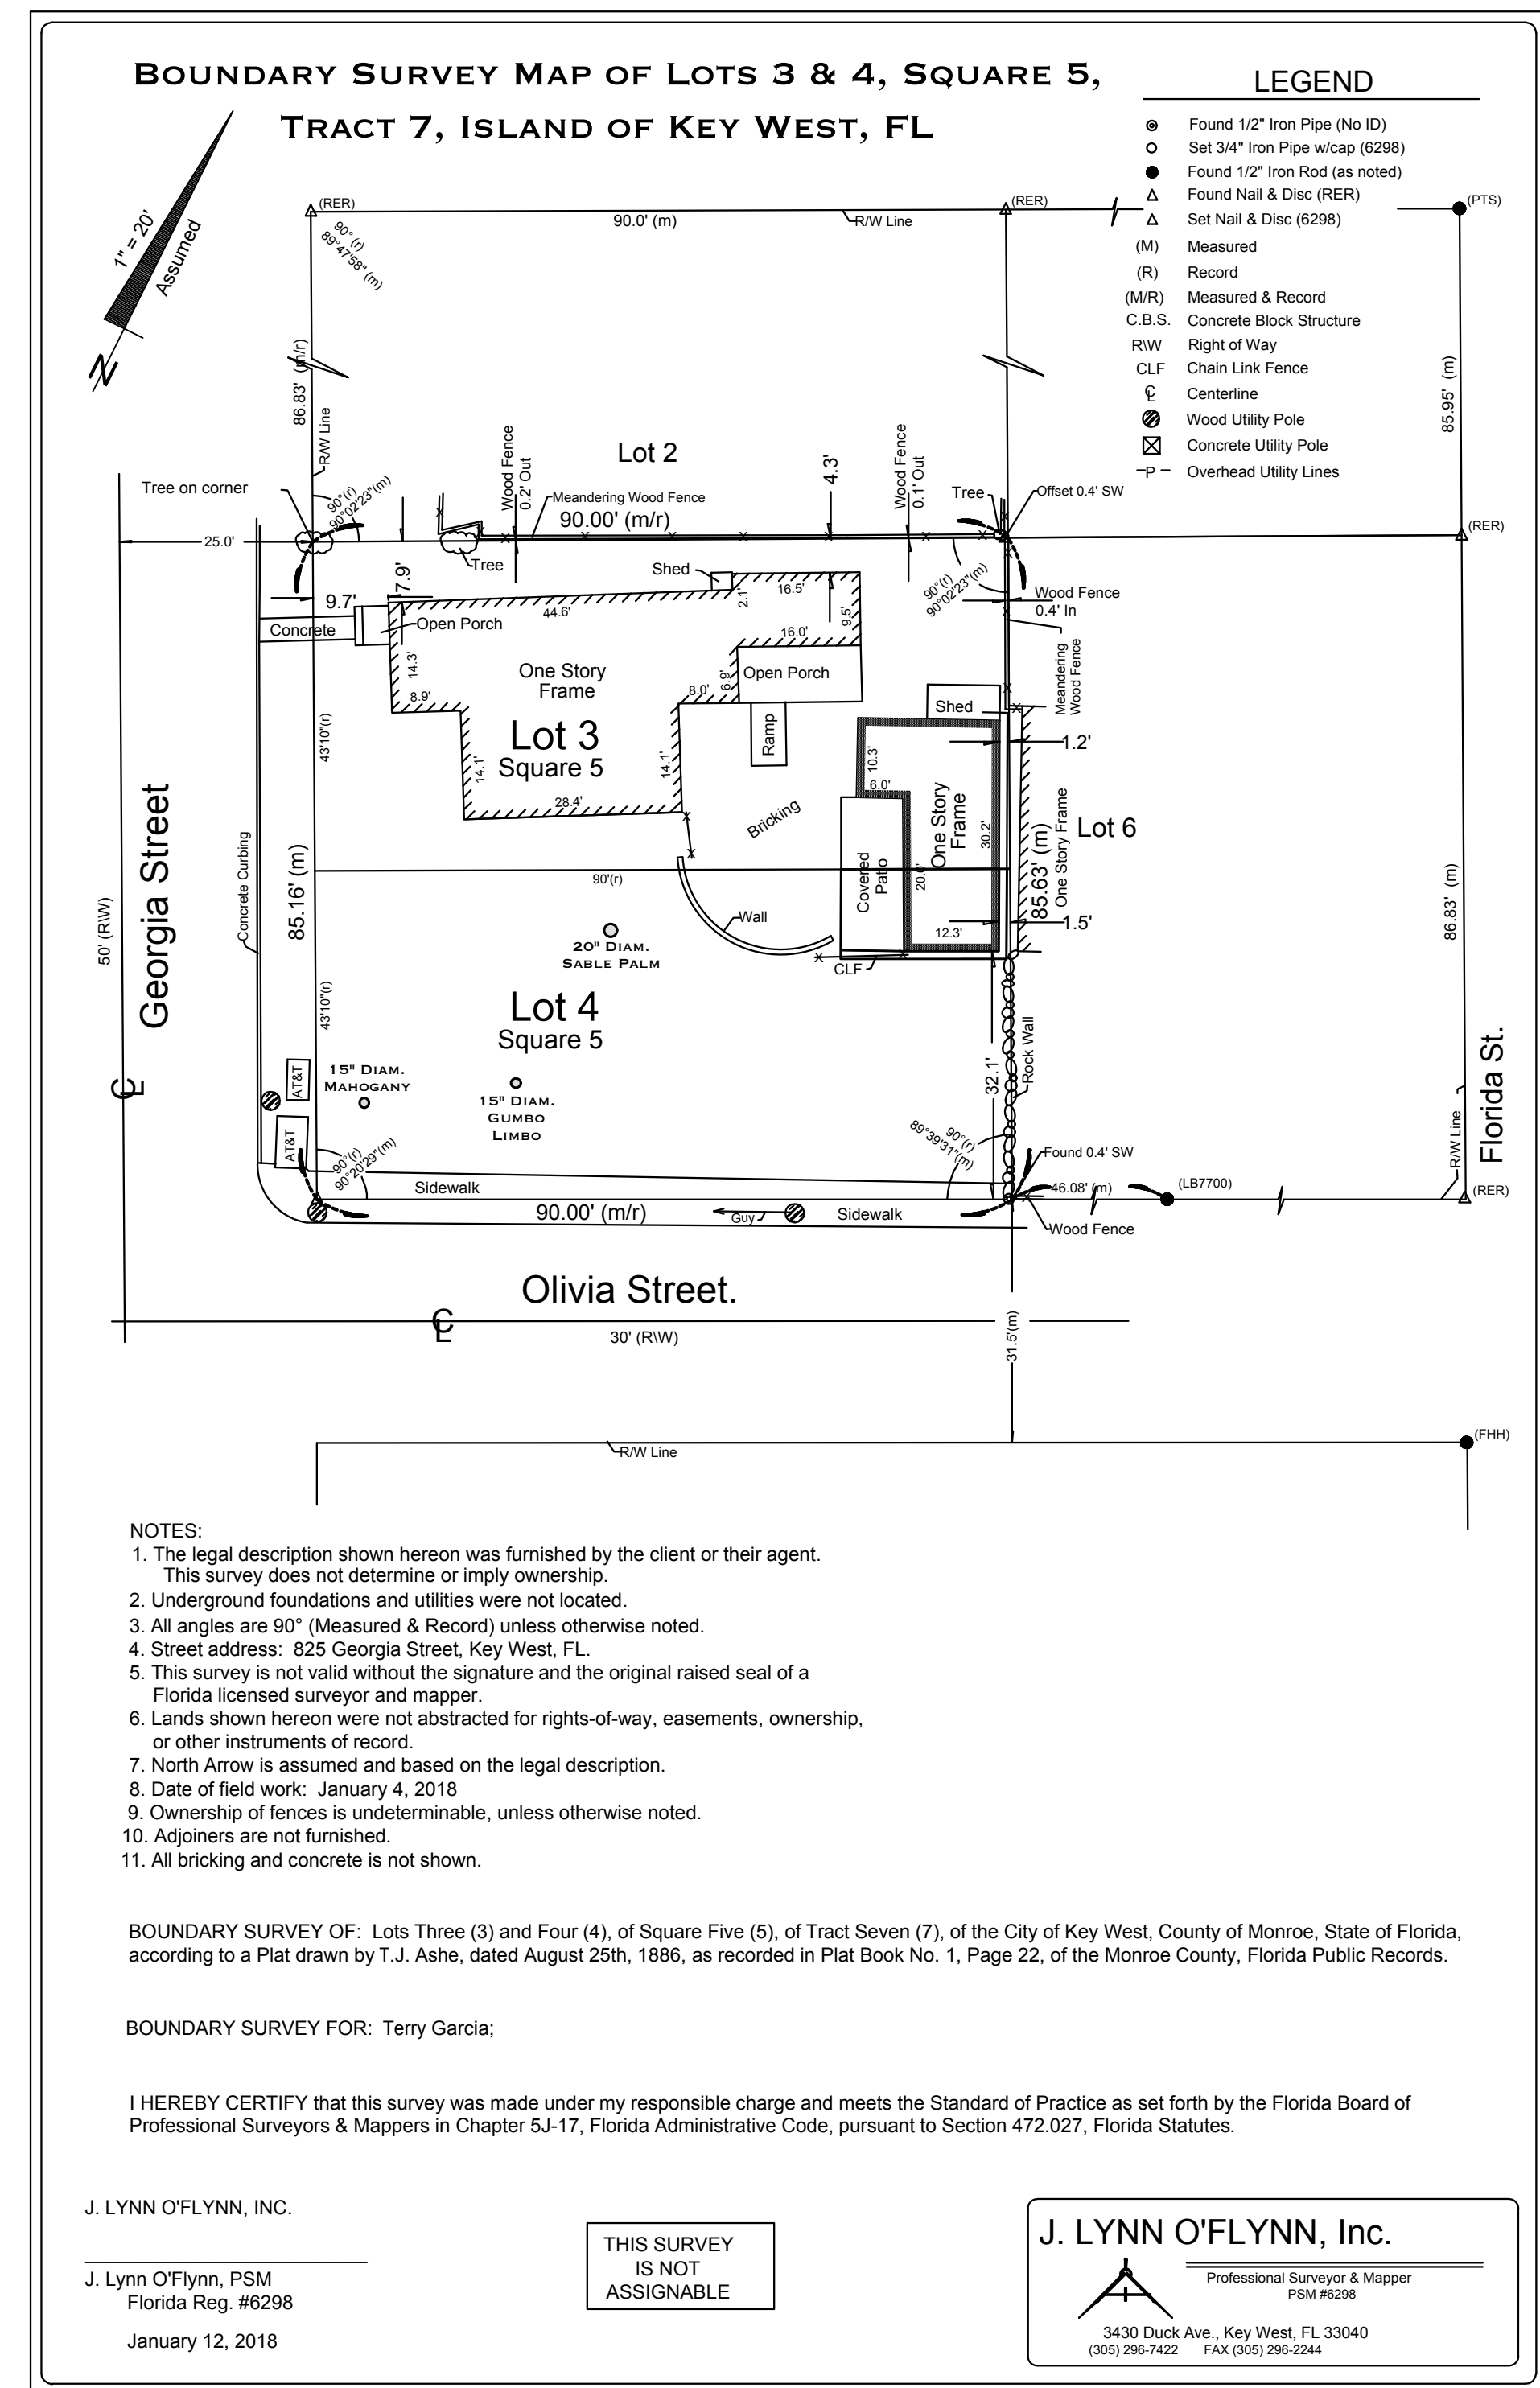 BOUNDARY SURVEY MAP OF LOTS 3 & 4, SQUARE 5,
TRACT 7, ISLAND OF KEY WEST, FL
LEGEND
Found 1/2" Iron Pipe (No ID)
Set 3/4" Iron Pipe w/cap (6298)
Found 1/2" Iron Rod (as noted)
Found Nail & Disc (RER)
Set Nail & Disc (6298)
(M) Measured
(R) Record
(M/R) Measured & Record
C.B.S. Concrete Block Structure
R\W Right of Way
CLF Chain Link Fence
℄ Centerline
Wood Utility Pole
Concrete Utility Pole
-P- Overhead Utility Lines
1" = 20'
Assumed
N
(RER)
90.0' (m)
R/W Line
(RER)
(PTS)
90° (r)
89°47'58" (m)
86.83' (m/r)
R/W Line
85.95' (m)
Lot 2
Tree on corner
90°(r)
90°02'23"(m)
Wood Fence
0.2' Out
Meandering Wood Fence
90.00' (m/r)
4.3'
Wood Fence
0.1' Out
Tree
Offset 0.4' SW
(RER)
25.0'
Tree
Shed
7.9'
9.7'
Concrete
Open Porch
44.6'
2.1'
16.5'
9.5'
16.0'
90°(r)
90°02'23"(m)
Wood Fence
0.4' In
Meandering
Wood Fence
14.3'
8.9'
One Story
Frame
8.0'
6.9'
Open Porch
Ramp
Shed
1.2'
43'10"(r)
Lot 3
Square 5
14.1'
14.1'
28.4'
Bricking
10.3'
6.0'
One Story
Frame
30.2'
20.0'
12.3'
Covered
Patio
85.63' (m)
One Story Frame
Lot 6
1.5'
Georgia Street
50' (R\W)
Concrete Curbing
85.16' (m)
90'(r)
Wall
CLF
20" DIAM.
SABLE PALM
86.83' (m)
43'10"(r)
Lot 4
Square 5
32.1'
Rock Wall
Florida St.
℄
AT&T
AT&T
15" DIAM.
MAHOGANY
15" DIAM.
GUMBO
LIMBO
90°(r)
90°20'29"(m)
90°(r)
89°39'31"(m)
Found 0.4' SW
46.08' (m)
(LB7700)
R/W Line
(RER)
Sidewalk
90.00' (m/r)
Guy
Sidewalk
Wood Fence
Olivia Street.
℄
30' (R\W)
31.5'(m)
R/W Line
(FHH)
NOTES:
1. The legal description shown hereon was furnished by the client or their agent.
This survey does not determine or imply ownership.
2. Underground foundations and utilities were not located.
3. All angles are 90° (Measured & Record) unless otherwise noted.
4. Street address: 825 Georgia Street, Key West, FL.
5. This survey is not valid without the signature and the original raised seal of a
Florida licensed surveyor and mapper.
6. Lands shown hereon were not abstracted for rights-of-way, easements, ownership,
or other instruments of record.
7. North Arrow is assumed and based on the legal description.
8. Date of field work: January 4, 2018
9. Ownership of fences is undeterminable, unless otherwise noted.
10. Adjoiners are not furnished.
11. All bricking and concrete is not shown.
BOUNDARY SURVEY OF: Lots Three (3) and Four (4), of Square Five (5), of Tract Seven (7), of the City of Key West, County of Monroe, State of Florida,
according to a Plat drawn by T.J. Ashe, dated August 25th, 1886, as recorded in Plat Book No. 1, Page 22, of the Monroe County, Florida Public Records.
BOUNDARY SURVEY FOR: Terry Garcia;
I HEREBY CERTIFY that this survey was made under my responsible charge and meets the Standard of Practice as set forth by the Florida Board of
Professional Surveyors & Mappers in Chapter 5J-17, Florida Administrative Code, pursuant to Section 472.027, Florida Statutes.
J. LYNN O'FLYNN, INC.
J. Lynn O'Flynn, PSM
Florida Reg. #6298
January 12, 2018
THIS SURVEY
IS NOT
ASSIGNABLE
J. LYNN O'FLYNN, Inc.
Professional Surveyor & Mapper
PSM #6298
3430 Duck Ave., Key West, FL 33040
(305) 296-7422 FAX (305) 296-2244